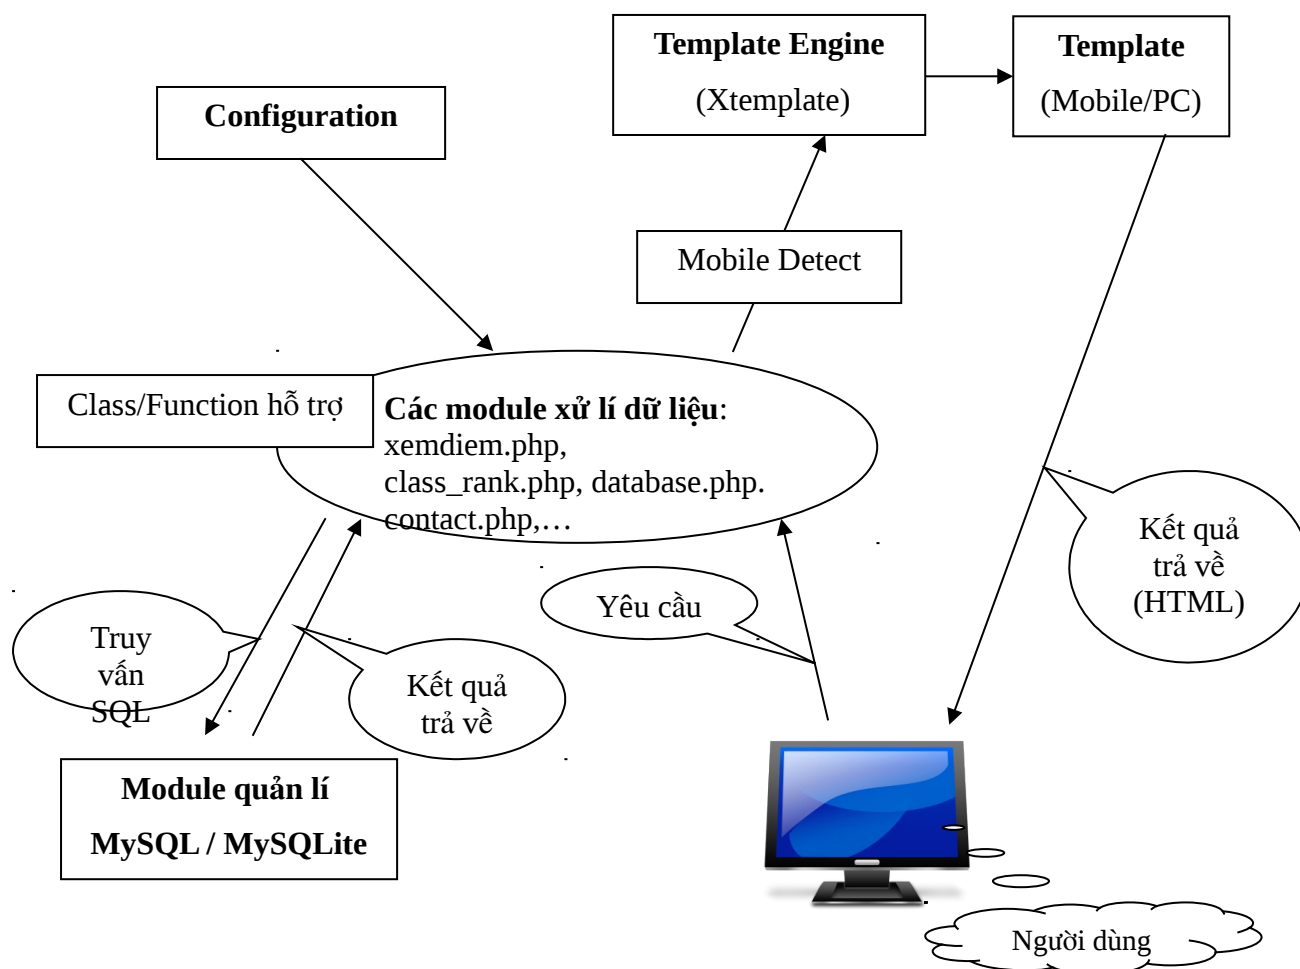 Template Engine
(Xtemplate)
Template
(Mobile/PC)
Configuration
Mobile Detect
Class/Function hỗ trợ
Các module xử lí dữ liệu:
xemdiem.php,
class_rank.php, database.php.
contact.php,…
Kết quả
trả về
(HTML)
Yêu cầu
Truy
vấn
SQL
Kết quả
trả về
Module quản lí
MySQL / MySQLite
Người dùng